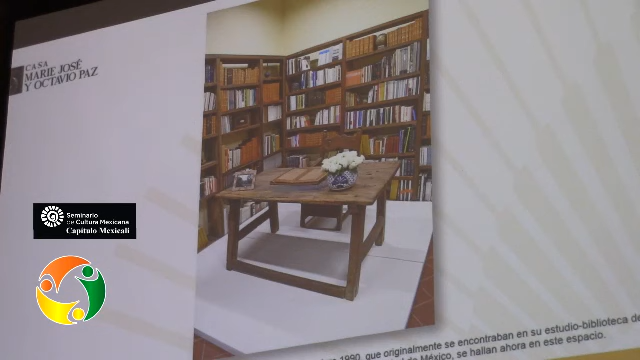 CASA
MARIE JOSÉ
Y OCTAVIO PAZ
Seminario
de Cultura Mexicana
Capítulo Mexicali
1990, que originalmente se encontraban en su estudio-biblioteca de
de México, se hallan ahora en este espacio.